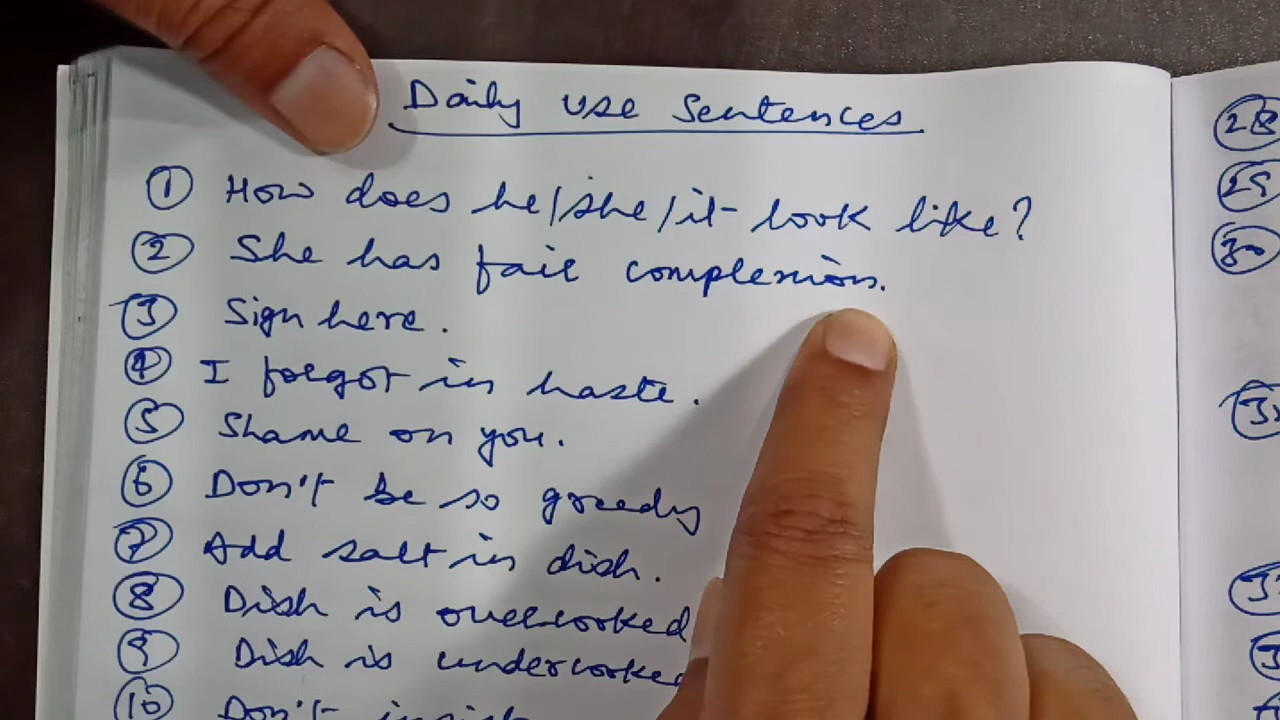 Daily use Sentences
① How does he/she/it look like?
② She has fair complexion.
③ Sign here.
④ I forgot in haste.
⑤ Shame on you.
⑥ Don't be so greedy
⑦ Add salt in dish.
⑧ Dish is overcooked
⑨ Dish is undercooked
⑩ Don't insist
28
29
30